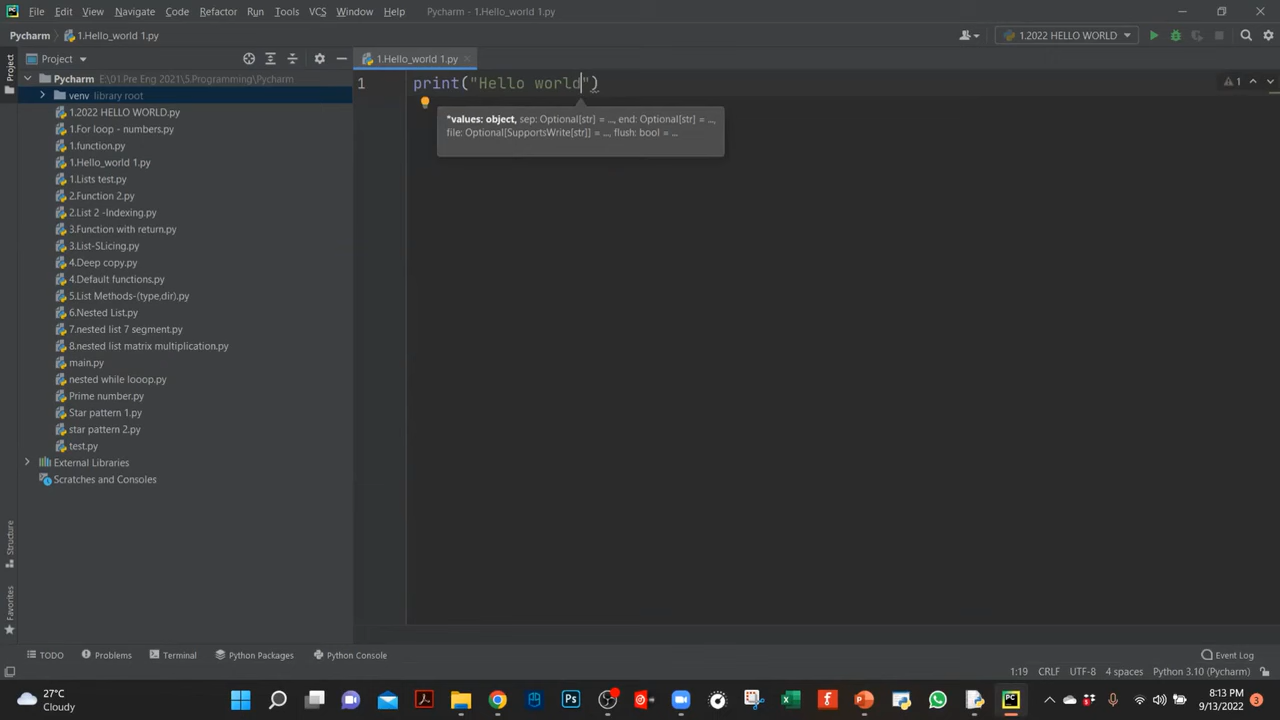 File Edit View Navigate Code Refactor Run Tools VCS Window Help Pycharm - 1.Hello_world 1.py
Pycharm 1.Hello_world 1.py 1.2022 HELLO WORLD
Project
Project
1.Hello_world 1.py
Pycharm E:\01 Pre Eng 2021\S.Programming\Pycharm
venv library root
1.2022 HELLO WORLD.py
1.For loop - numbers.py
1.function.py
1.Hello_world 1.py
1.Lists test.py
2.Function 2.py
2.List 2 -Indexing.py
3.Function with return.py
3.List-SLicing.py
4.Deep copy.py
4.Default functions.py
5.List Methods-(type,dir).py
6.Nested List.py
7.nested list 7 segment.py
8.nested list matrix multiplication.py
main.py
nested while looop.py
Prime number.py
Star pattern 1.py
star pattern 2.py
test.py
External Libraries
Scratches and Consoles
1 print("Hello world")
1
*values: object, sep: Optional[str] = ..., end: Optional[str] = ...,
file: Optional[SupportsWrite[str]] = ..., flush: bool = ...
Structure
Favorites
TODO Problems Terminal Python Packages Python Console Event Log
1:19 CRLF UTF-8 4 spaces Python 3.10 (Pycharm)
27°C
Cloudy
8:13 PM
9/13/2022
3